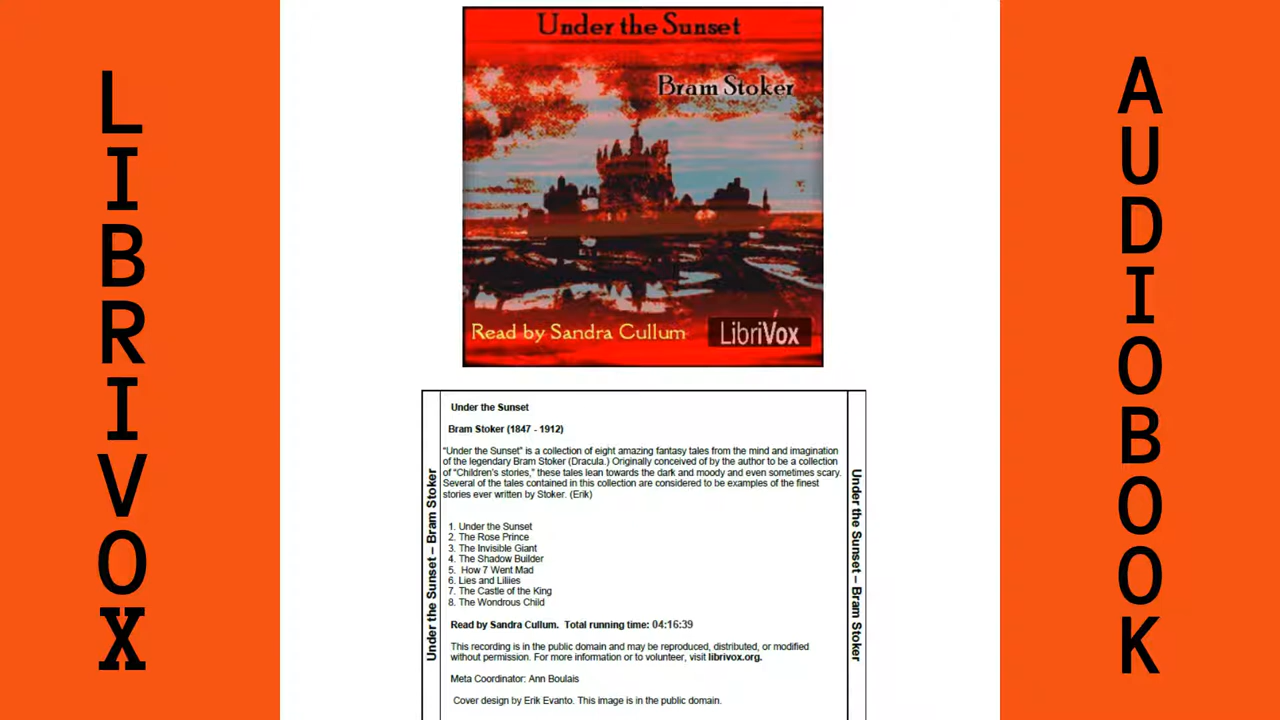 LIBRIVOX
Under the Sunset
Bram Stoker
Read by Sandra Cullum
LibriVox
Under the Sunset – Bram Stoker
Under the Sunset
Bram Stoker (1847 - 1912)
“Under the Sunset” is a collection of eight amazing fantasy tales from the mind and imagination
of the legendary Bram Stoker (Dracula.) Originally conceived of by the author to be a collection
of “Children's stories,” these tales lean towards the dark and moody and even sometimes scary.
Several of the tales contained in this collection are considered to be examples of the finest
stories ever written by Stoker. (Erik)
1. Under the Sunset
2. The Rose Prince
3. The Invisible Giant
4. The Shadow Builder
5. How 7 Went Mad
6. Lies and Liliies
7. The Castle of the King
8. The Wondrous Child
Read by Sandra Cullum. Total running time: 04:16:39
This recording is in the public domain and may be reproduced, distributed, or modified
without permission. For more information or to volunteer, visit librivox.org.
Meta Coordinator: Ann Boulais
Cover design by Erik Evanto. This image is in the public domain.
Under the Sunset – Bram Stoker
AUDIOBOOK